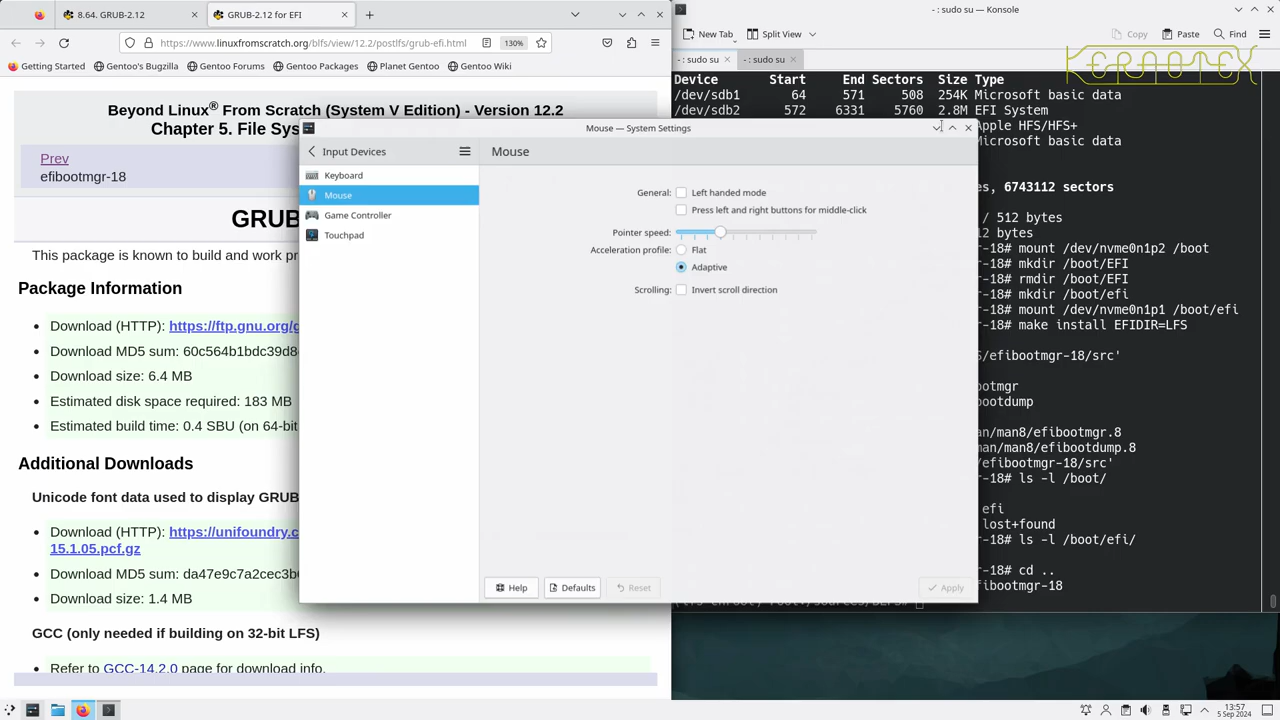 8.64. GRUB-2.12
GRUB-2.12 for EFI
https://www.linuxfromscratch.org/blfs/view/12.2/postlfs/grub-efi.html
130%
Getting Started
Gentoo's Bugzilla
Gentoo Forums
Gentoo Packages
Planet Gentoo
Gentoo Wiki
Beyond Linux® From Scratch (System V Edition) - Version 12.2
Chapter 5. File Sys
Prev
efibootmgr-18
GRUB
This package is known to build and work pr
Package Information
Download (HTTP): https://ftp.gnu.org/g
Download MD5 sum: 60c564b1bdc39d8
Download size: 6.4 MB
Estimated disk space required: 183 MB
Estimated build time: 0.4 SBU (on 64-bit
Additional Downloads
Unicode font data used to display GRUB
Download (HTTP): https://unifoundry.c
15.1.05.pcf.gz
Download MD5 sum: da47e9c7a2cec3b
Download size: 1.4 MB
GCC (only needed if building on 32-bit LFS)
Refer to GCC-14.2.0 page for download info.
Mouse — System Settings
Input Devices
Mouse
Keyboard
Mouse
Game Controller
Touchpad
General:
Left handed mode
Press left and right buttons for middle-click
Pointer speed:
Acceleration profile:
Flat
Adaptive
Scrolling:
Invert scroll direction
Help
Defaults
Reset
Apply
- : sudo su — Konsole
New Tab
Split View
Copy
Paste
Find
- : sudo su
- : sudo su
KERNOTEX
Device Start End Sectors Size Type
/dev/sdb1 64 571 508 254K Microsoft basic data
/dev/sdb2 572 6331 5760 2.8M EFI System
Apple HFS/HFS+
Microsoft basic data
s, 6743112 sectors
/ 512 bytes
12 bytes
-18# mount /dev/nvme0n1p2 /boot
-18# mkdir /boot/EFI
-18# rmdir /boot/EFI
-18# mkdir /boot/efi
-18# mount /dev/nvme0n1p1 /boot/efi
-18# make install EFIDIR=LFS
/efibootmgr-18/src'
ootmgr
ootdump
an/man8/efibootmgr.8
an/man8/efibootdump.8
/efibootmgr-18/src'
-18# ls -l /boot/
efi
lost+found
-18# ls -l /boot/efi/
-18# cd ..
fibootmgr-18
13:57
5 Sep 2024